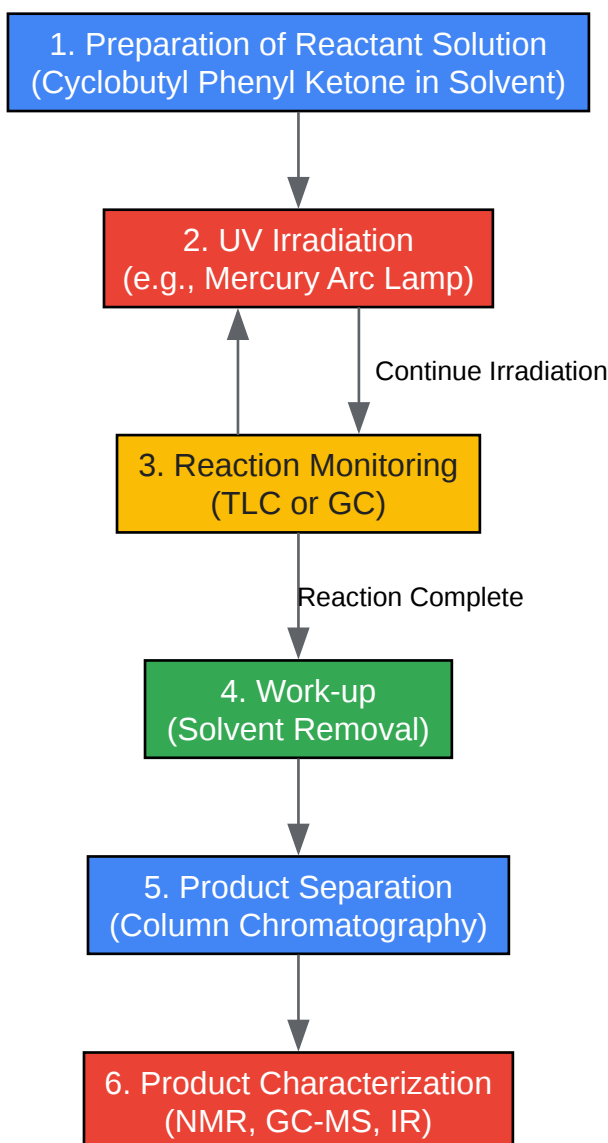 1. Preparation of Reactant Solution
(Cyclobutyl Phenyl Ketone in Solvent)
2. UV Irradiation
(e.g., Mercury Arc Lamp)
Continue Irradiation
3. Reaction Monitoring
(TLC or GC)
Reaction Complete
4. Work-up
(Solvent Removal)
5. Product Separation
(Column Chromatography)
6. Product Characterization
(NMR, GC-MS, IR)